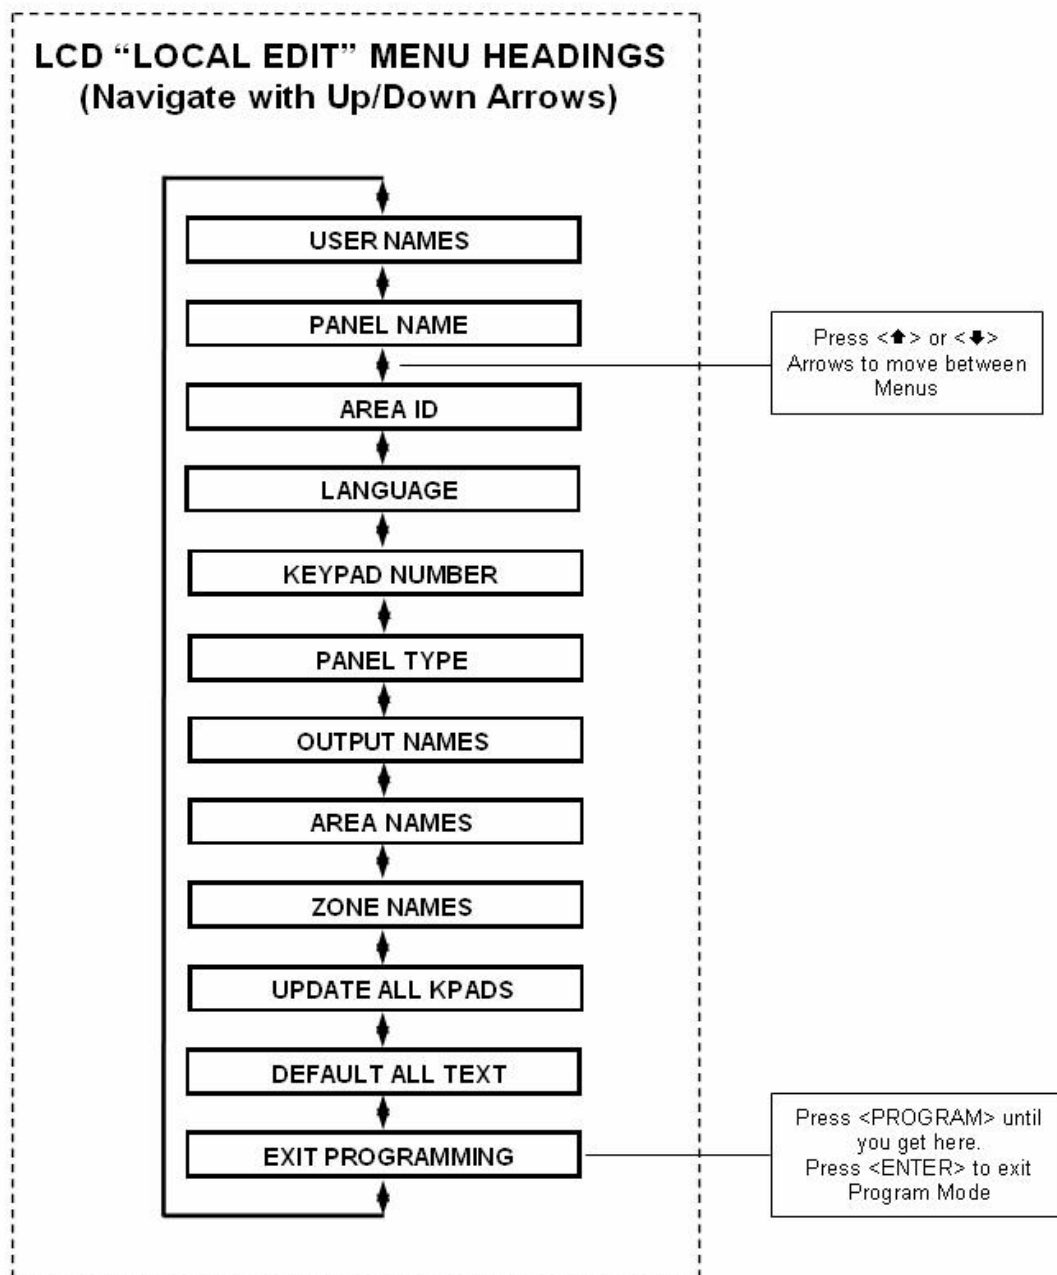 LCD “LOCAL EDIT” MENU HEADINGS
(Navigate with Up/Down Arrows)
USER NAMES
PANEL NAME
Press <⬆> or <⬇>
Arrows to move between
Menus
AREA ID
LANGUAGE
KEYPAD NUMBER
PANEL TYPE
OUTPUT NAMES
AREA NAMES
ZONE NAMES
UPDATE ALL KPADS
DEFAULT ALL TEXT
EXIT PROGRAMMING
Press <PROGRAM> until
you get here.
Press <ENTER> to exit
Program Mode